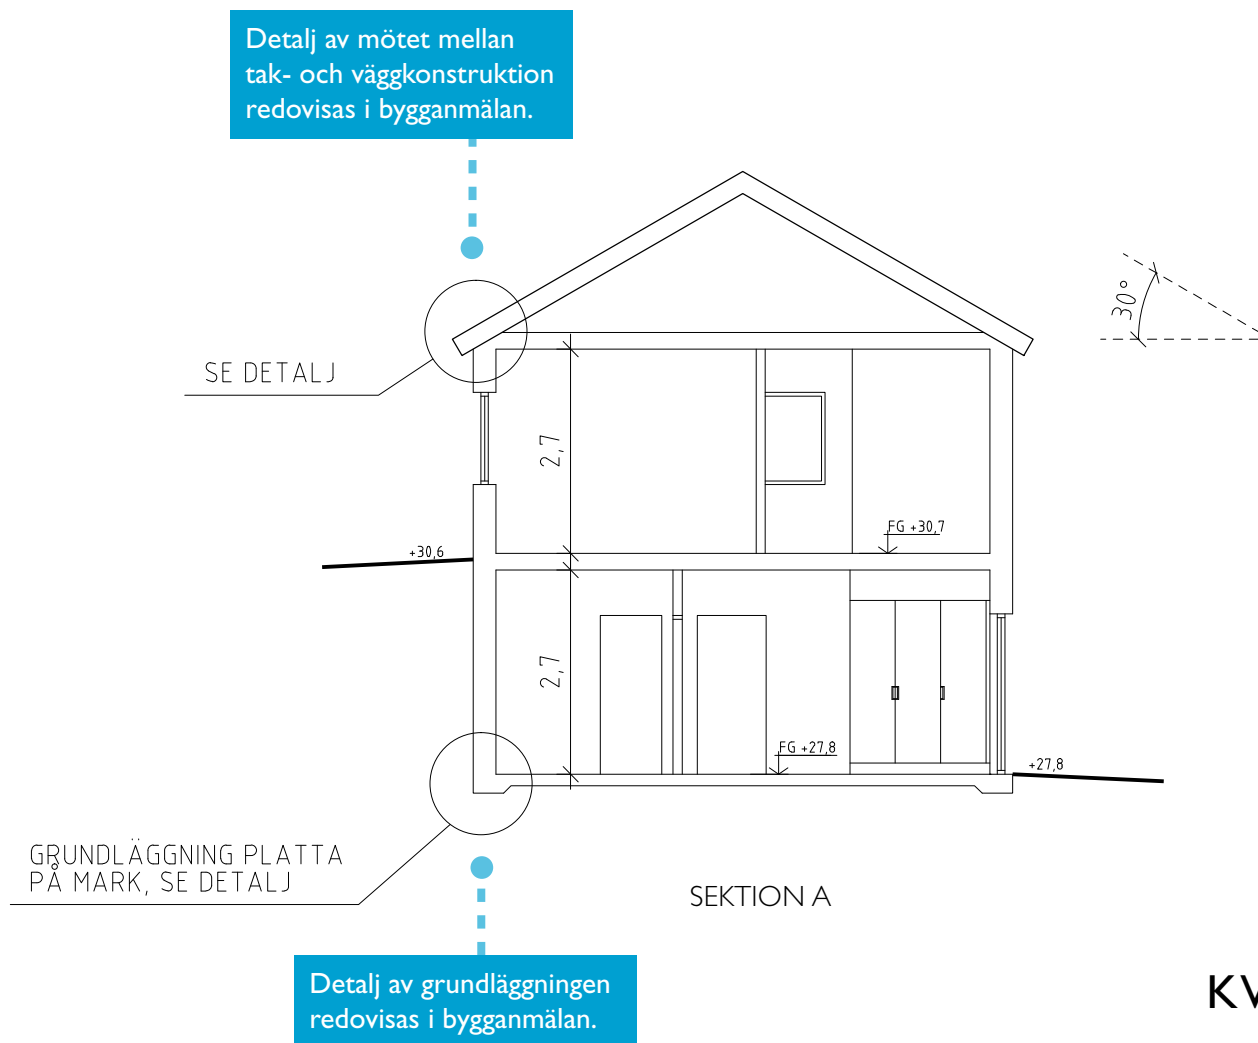 Detalj av mötet mellan
tak- och väggkonstruktion
redovisas i bygganmälan.
30°
SE DETALJ
2,7
FG +30,7
+30,6
2,7
FG +27,8
+27,8
GRUNDLÄGGNING PLATTA
PÅ MARK, SE DETALJ
SEKTION A
Detalj av grundläggningen
redovisas i bygganmälan.
KV